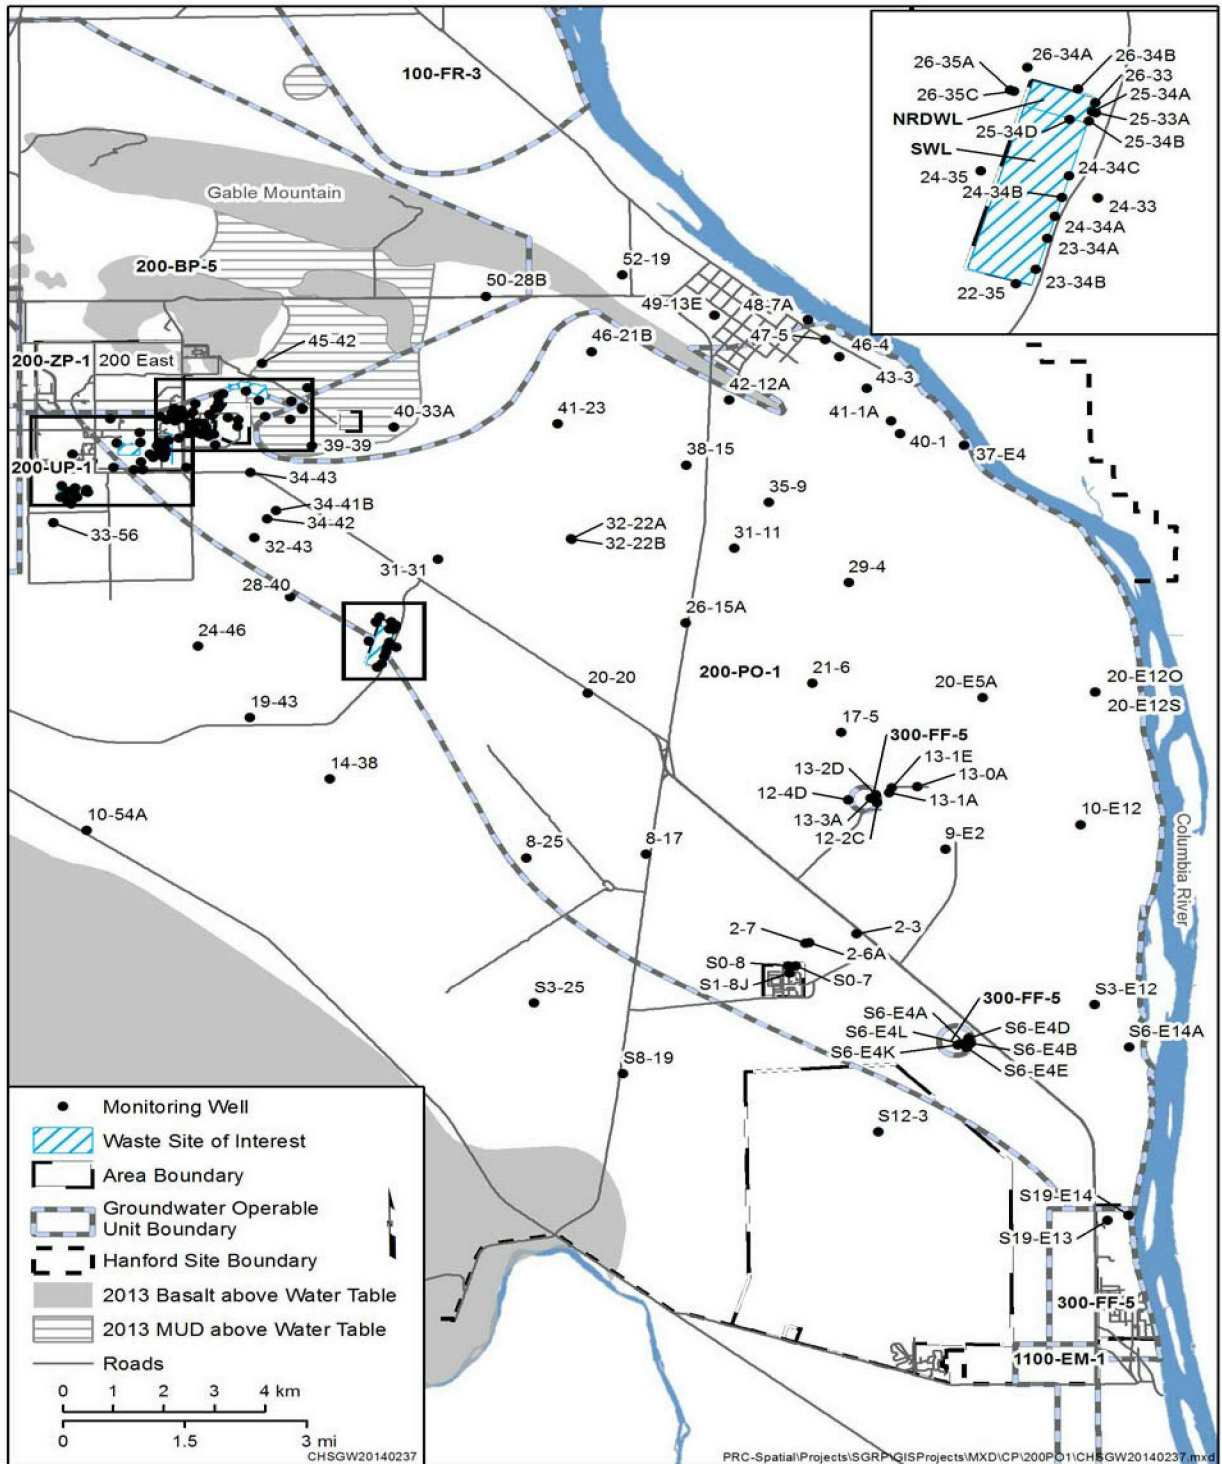 100-FR-3
26-35A
26-34A
26-34B
26-33
26-35C
25-34A
NRDWL
25-33A
25-34D
25-34B
SWL
24-34C
24-35
24-34B
24-33
24-34A
23-34A
23-34B
22-35
Gable Mountain
200-BP-5
52-19
50-28B
49-13E
48-7A
47-5
46-21B
46-4
45-42
200-ZP-1
200 East
43-3
42-12A
40-33A
41-23
41-1A
39-39
40-1
38-15
37-E4
200-UP-1
34-43
35-9
34-41B
34-42
32-22A
32-22B
33-56
32-43
31-11
31-31
29-4
28-40
26-15A
24-46
200-PO-1
21-6
20-20
20-E5A
20-E12O
20-E12S
19-43
17-5
300-FF-5
14-38
13-2D
13-1E
13-0A
12-4D
13-1A
10-54A
13-3A
10-E12
12-2C
8-25
8-17
9-E2
Columbia River
2-7
2-3
2-6A
S0-8
S0-7
S1-8J
S3-25
300-FF-5
S3-E12
S6-E4A
S6-E4L
S6-E4D
S6-E14A
S6-E4K
S6-E4B
S6-E4E
S8-19
S12-3
S19-E14
S19-E13
300-FF-5
1100-EM-1
Monitoring Well
Waste Site of Interest
Area Boundary
Groundwater Operable
Unit Boundary
Hanford Site Boundary
2013 Basalt above Water Table
2013 MUD above Water Table
Roads
0 1 2 3 4 km
0 1.5 3 mi
CHSGW20140237
PRC-Spatial\Projects\SGRP\GISProjects\MXD\CP\200PO1\CHSGW20140237.mxd